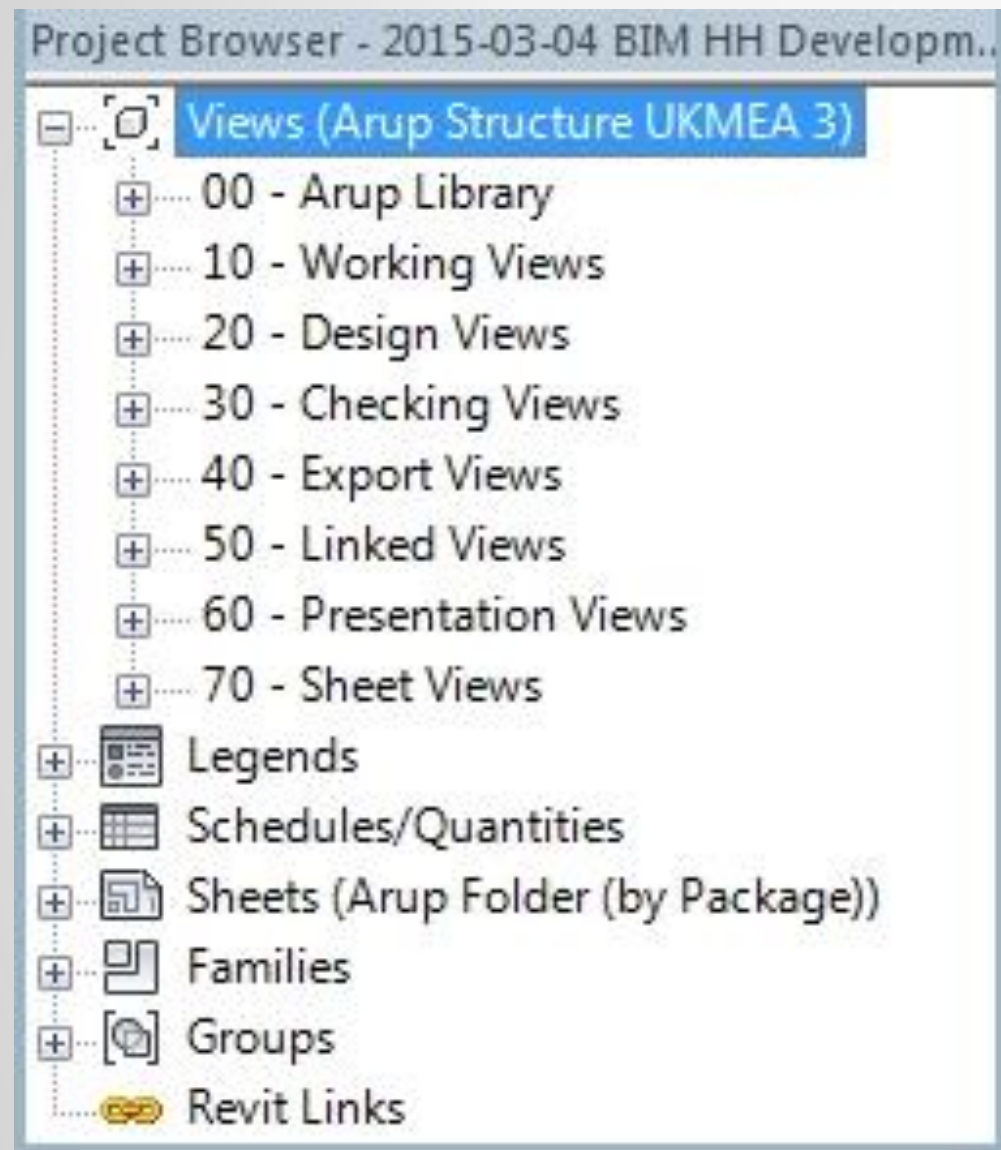 Project Browser - 2015-03-04 BIM HH Developm..
Views (Arup Structure UKMEA 3)
00 - Arup Library
10 - Working Views
20 - Design Views
30 - Checking Views
40 - Export Views
50 - Linked Views
60 - Presentation Views
70 - Sheet Views
Legends
Schedules/Quantities
Sheets (Arup Folder (by Package))
Families
Groups
Revit Links